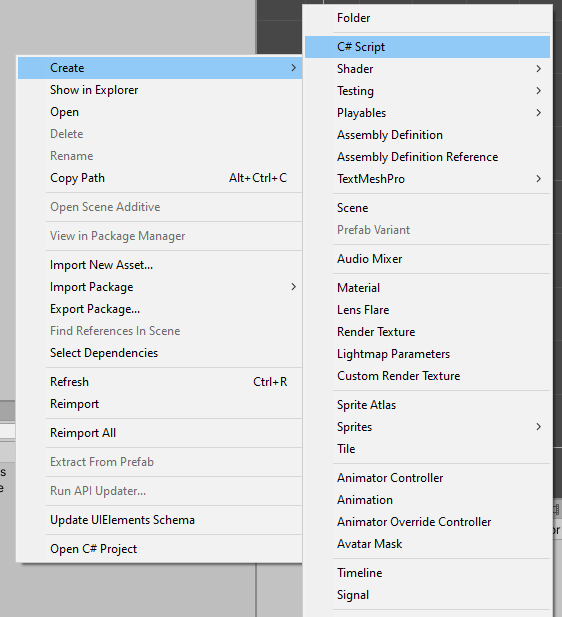 Create
Show in Explorer
Open
Delete
Rename
Copy Path Alt+Ctrl+C
Open Scene Additive
View in Package Manager
Import New Asset...
Import Package
Export Package...
Find References In Scene
Select Dependencies
Refresh Ctrl+R
Reimport
Reimport All
Extract From Prefab
Run API Updater...
Update UIElements Schema
Open C# Project
Folder
C# Script
Shader
Testing
Playables
Assembly Definition
Assembly Definition Reference
TextMeshPro
Scene
Prefab Variant
Audio Mixer
Material
Lens Flare
Render Texture
Lightmap Parameters
Custom Render Texture
Sprite Atlas
Sprites
Tile
Animator Controller
Animation
Animator Override Controller
Avatar Mask
Timeline
Signal